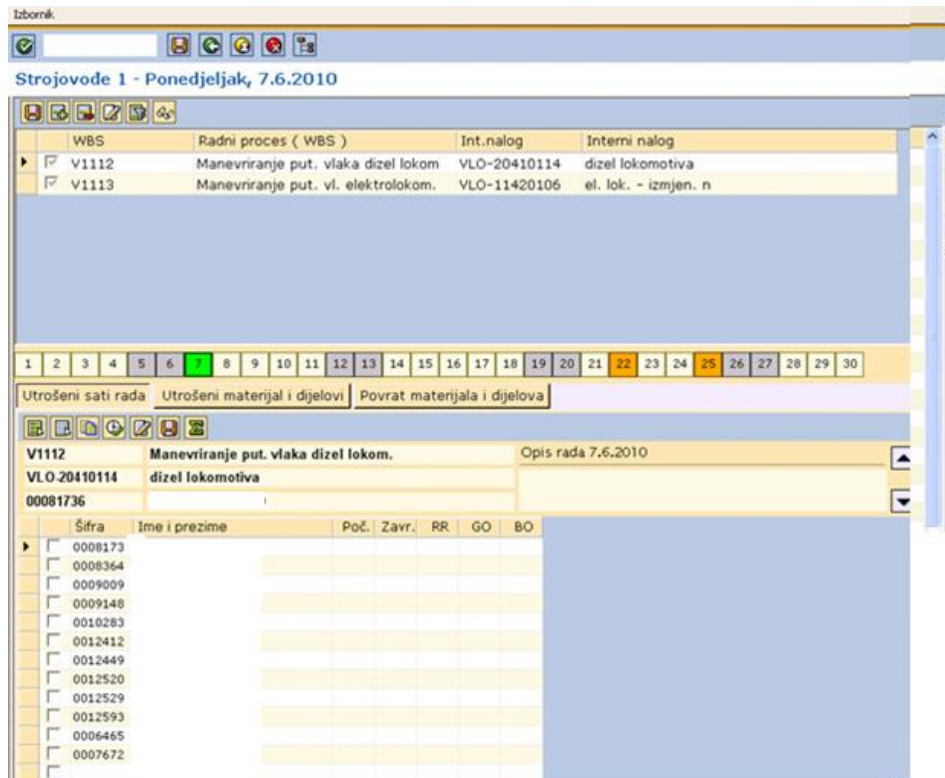 Izbornik
Strojovođe 1 - Ponedjeljak, 7.6.2010
WBS Radni proces ( WBS ) Int.nalog Interni nalog
V1112 Manevriranje put. vlaka dizel lokom VLO-20410114 dizel lokomotiva
V1113 Manevriranje put. vl. elektrolokom. VLO-11420106 el. lok. - izmjen. n
1 2 3 4 5 6 7 8 9 10 11 12 13 14 15 16 17 18 19 20 21 22 23 24 25 26 27 28 29 30
Utrošeni sati rada Utrošeni materijal i dijelovi Povrat materijala i dijelova
V1112 Manevriranje put. vlaka dizel lokom. Opis rada 7.6.2010
VLO-20410114 dizel lokomotiva
00081736
Šifra Ime i prezime Poč. Zavr. RR GO BO
0008173
0008364
0009009
0009148
0010283
0012412
0012449
0012520
0012529
0012593
0006465
0007672